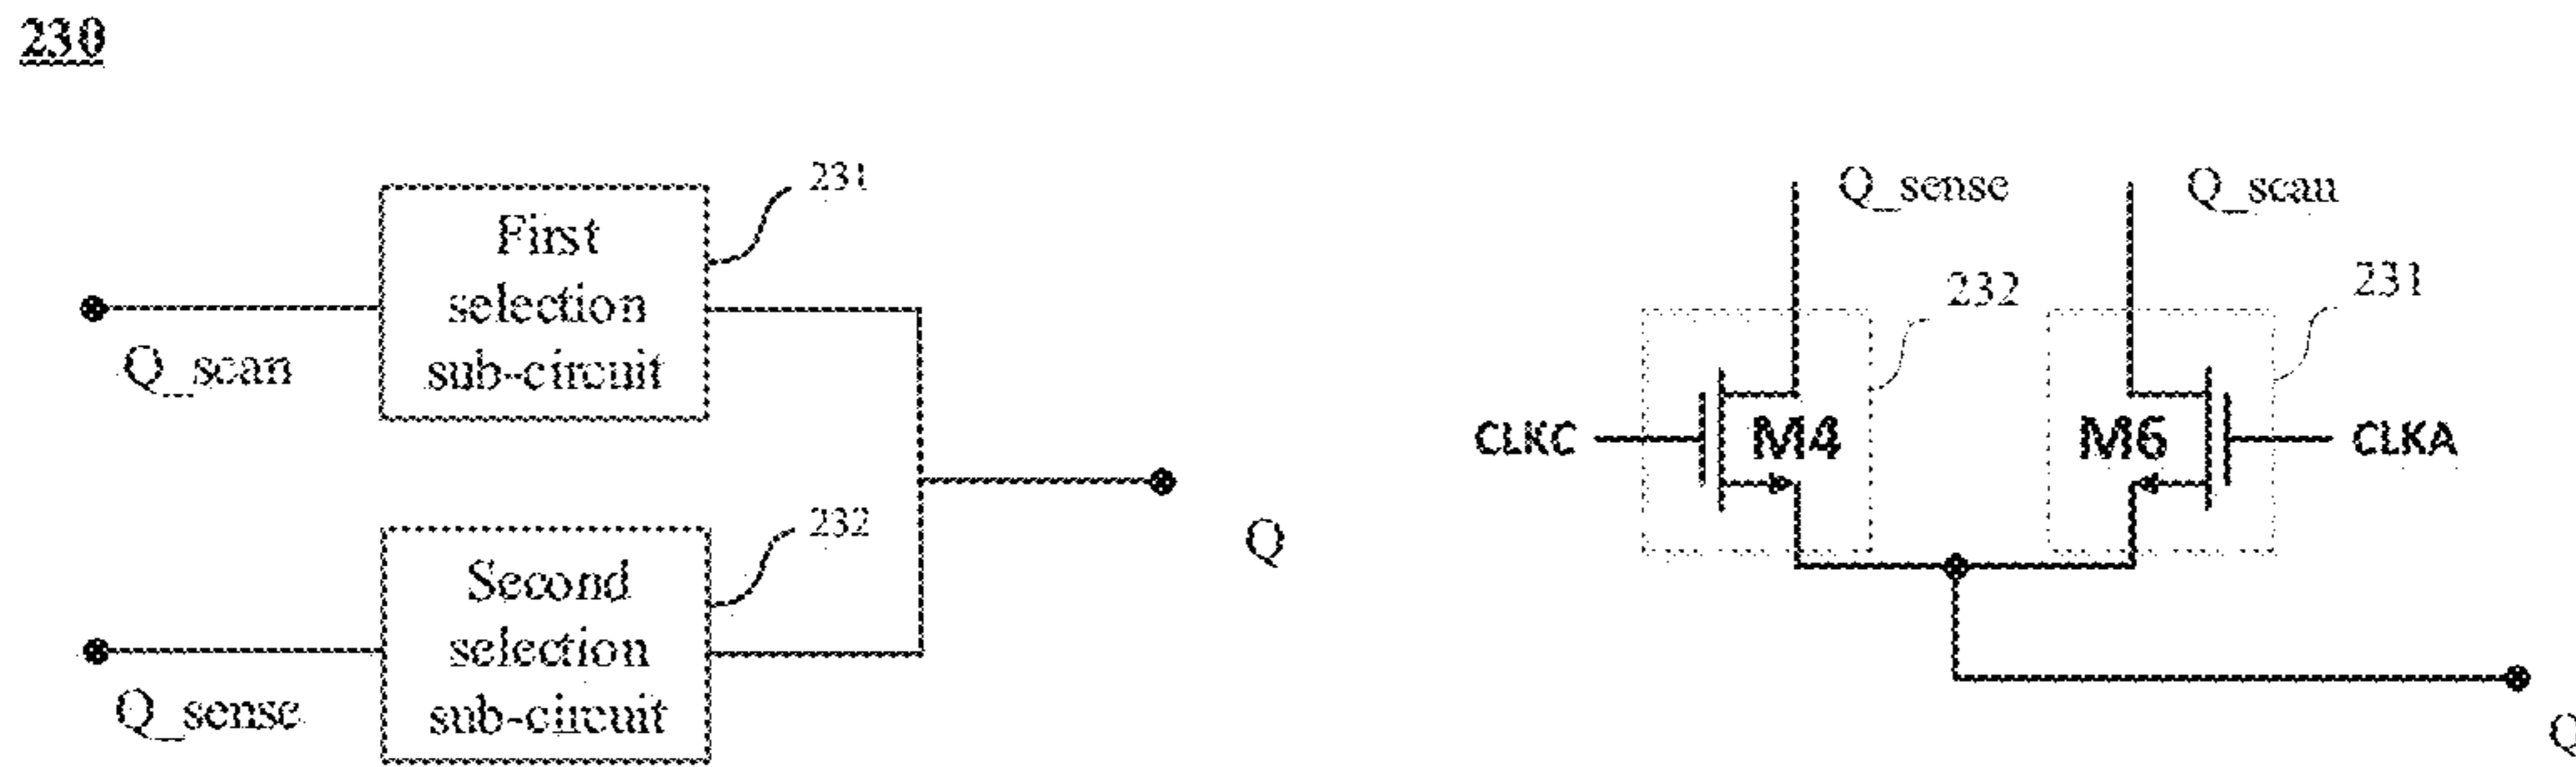 230
First
selection
sub-circuit
231
Q_scan
Second
selection
sub-circuit
232
Q_sense
Q
Q_sense
Q_scan
232
231
CLKC
M4
M6
CLKA
Q